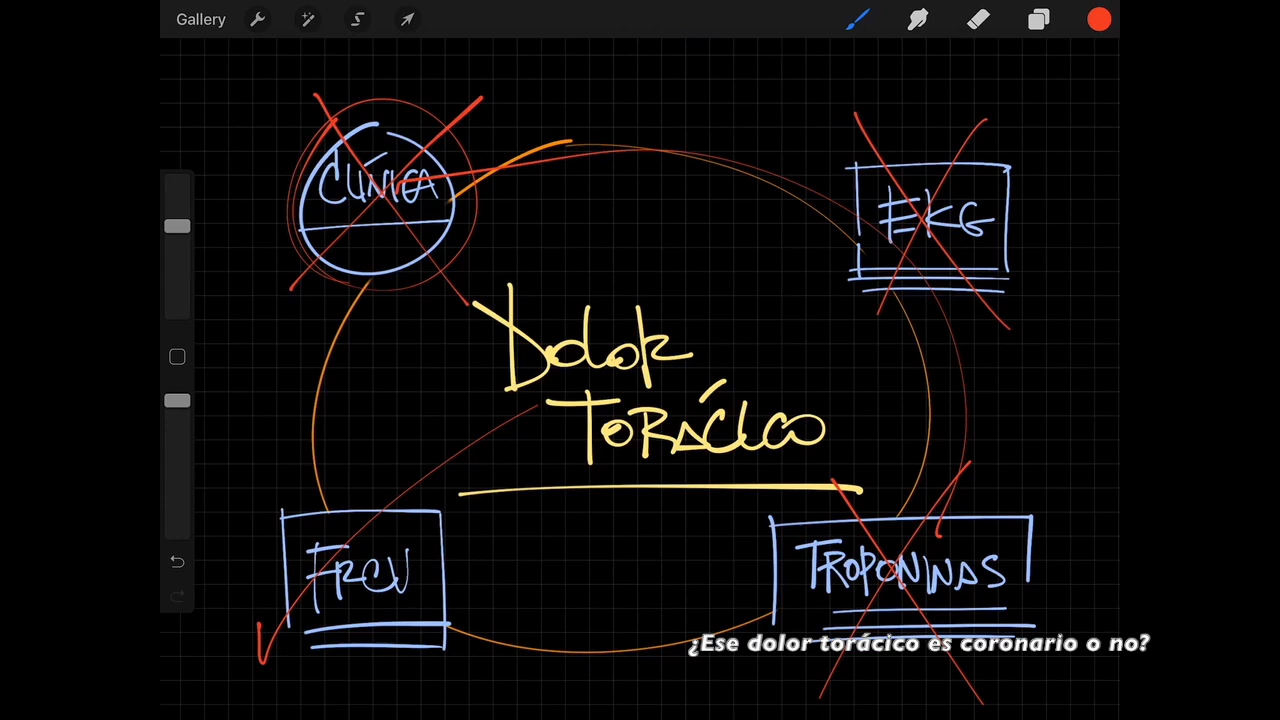 Gallery
CLÍNICA
EKG
DOLOR
TORÁCICO
FRCV
TROPONINAS
¿Ese dolor torácico es coronario o no?